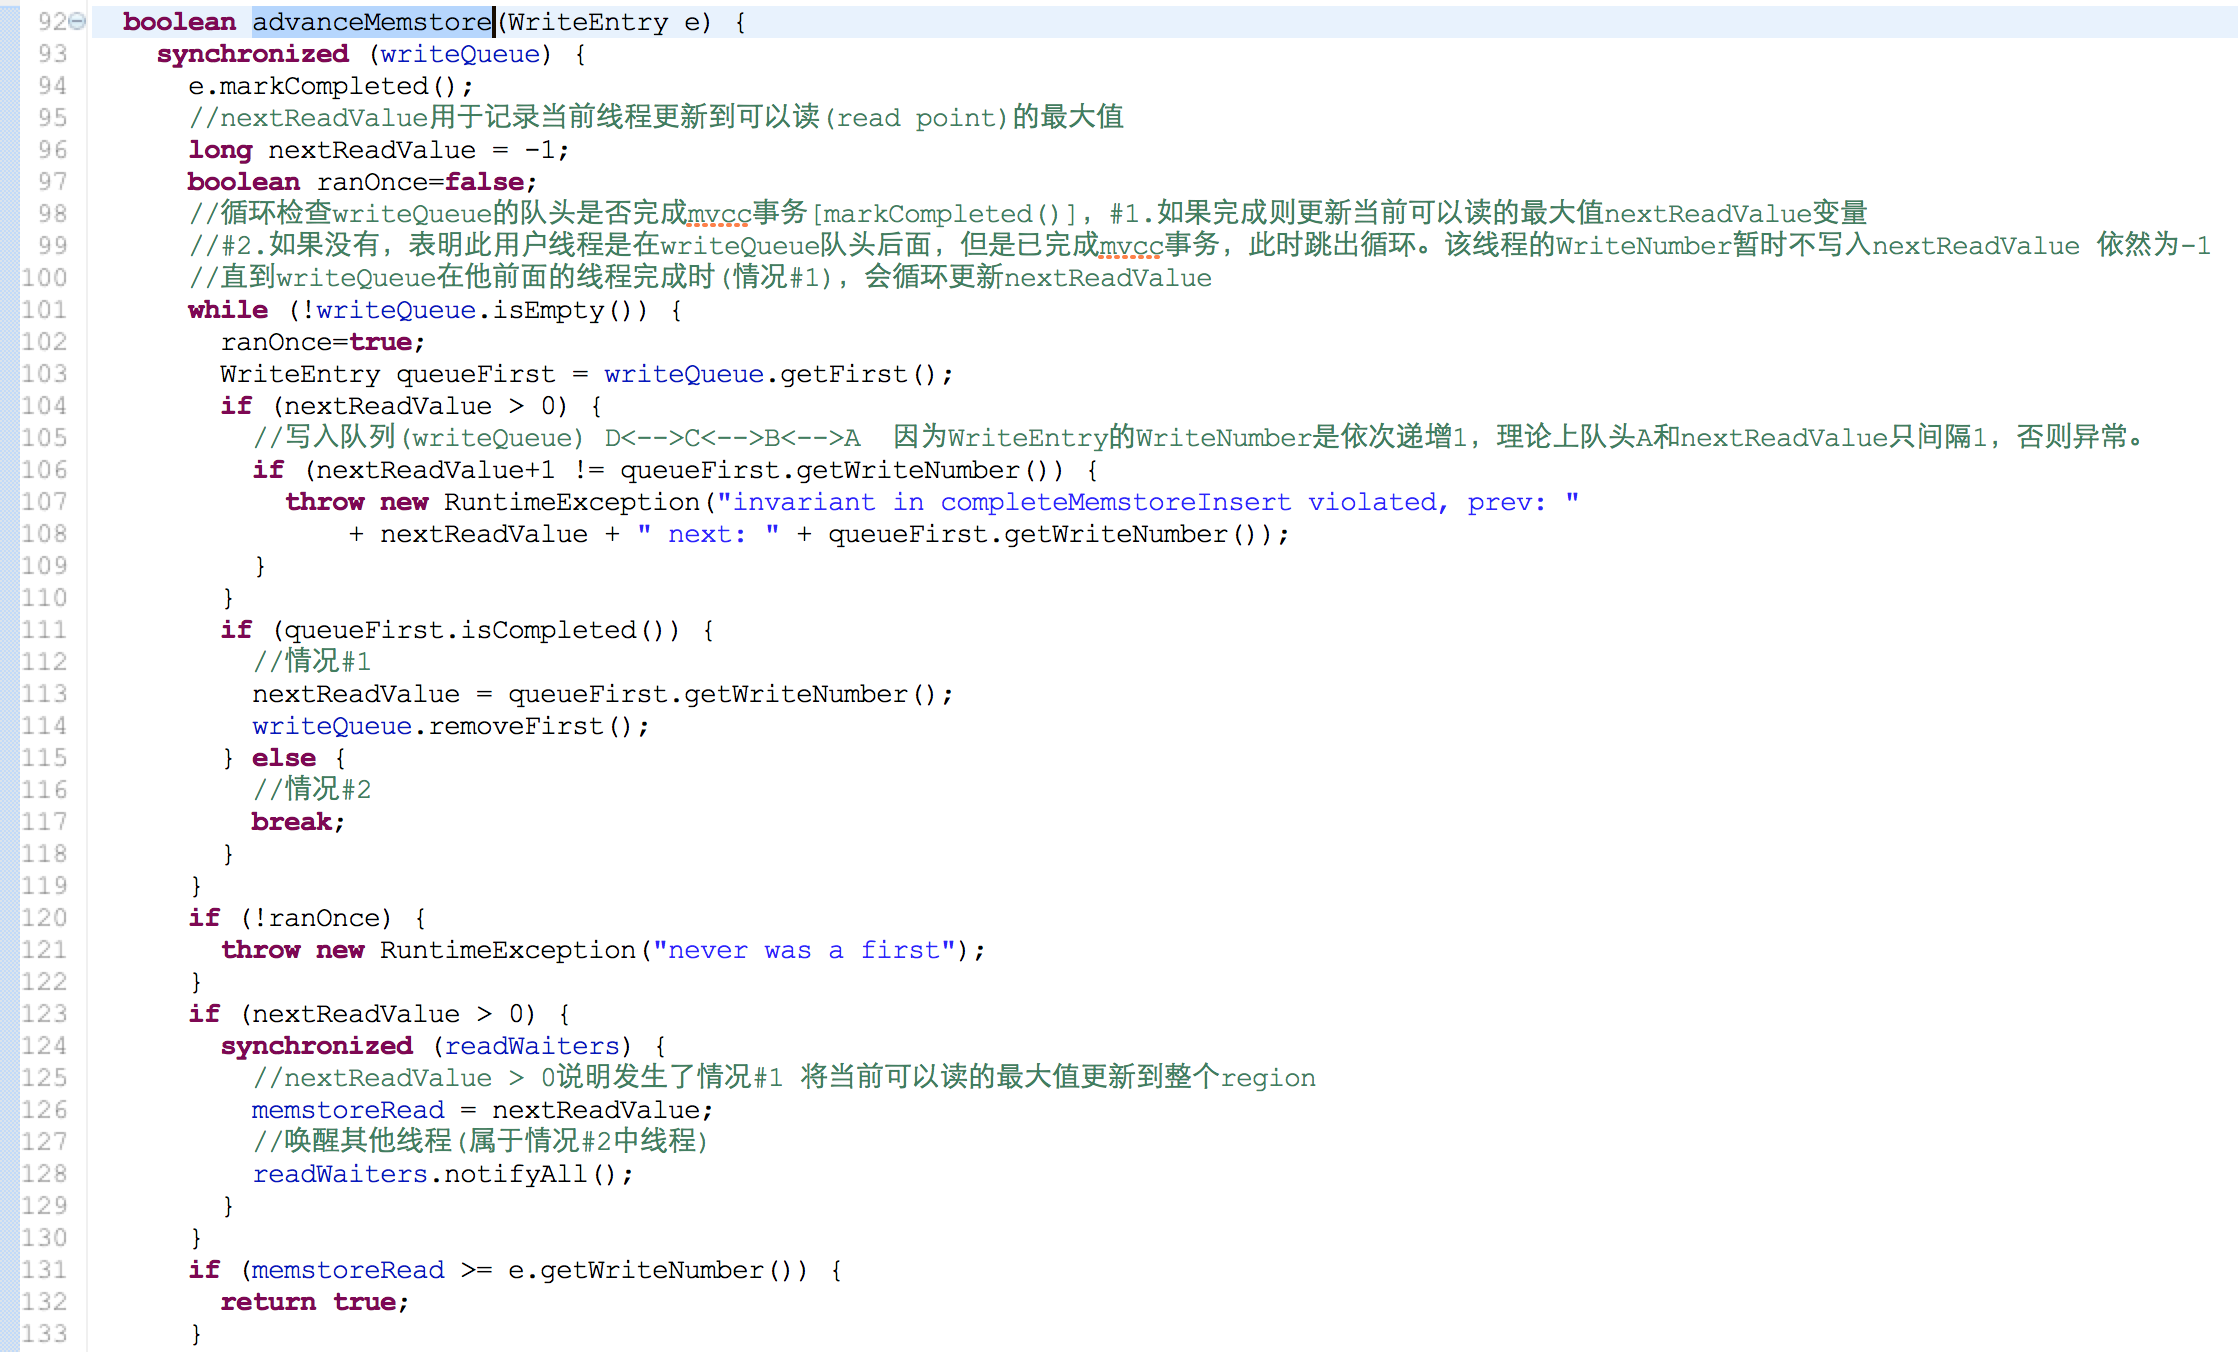 92 boolean advanceMemstore(WriteEntry e) {
93 synchronized (writeQueue) {
94 e.markCompleted();
95 //nextReadValue用于记录当前线程更新到可以读(read point)的最大值
96 long nextReadValue = -1;
97 boolean ranOnce=false;
98 //循环检查writeQueue的队头是否完成mvcc事务[markCompleted()]，#1.如果完成则更新当前可以读的最大值nextReadValue变量
99 //#2.如果没有，表明此用户线程是在writeQueue队头后面，但是已完成mvcc事务，此时跳出循环。该线程的WriteNumber暂时不写入nextReadValue 依然为-1
100 //直到writeQueue在他前面的线程完成时(情况#1)，会循环更新nextReadValue
101 while (!writeQueue.isEmpty()) {
102 ranOnce=true;
103 WriteEntry queueFirst = writeQueue.getFirst();
104 if (nextReadValue > 0) {
105 //写入队列(writeQueue) D<-->C<-->B<-->A  因为WriteEntry的WriteNumber是依次递增1，理论上队头A和nextReadValue只间隔1，否则异常。
106 if (nextReadValue+1 != queueFirst.getWriteNumber()) {
107 throw new RuntimeException("invariant in completeMemstoreInsert violated, prev: "
108 + nextReadValue + " next: " + queueFirst.getWriteNumber());
109 }
110 }
111 if (queueFirst.isCompleted()) {
112 //情况#1
113 nextReadValue = queueFirst.getWriteNumber();
114 writeQueue.removeFirst();
115 } else {
116 //情况#2
117 break;
118 }
119 }
120 if (!ranOnce) {
121 throw new RuntimeException("never was a first");
122 }
123 if (nextReadValue > 0) {
124 synchronized (readWaiters) {
125 //nextReadValue > 0说明发生了情况#1 将当前可以读的最大值更新到整个region
126 memstoreRead = nextReadValue;
127 //唤醒其他线程(属于情况#2中线程)
128 readWaiters.notifyAll();
129 }
130 }
131 if (memstoreRead >= e.getWriteNumber()) {
132 return true;
133 }